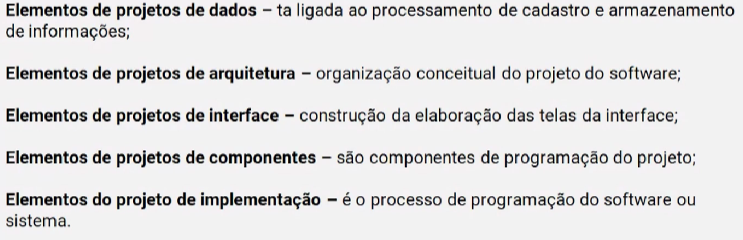 Elementos de projetos de dados – ta ligada ao processamento de cadastro e armazenamento
de informações;
Elementos de projetos de arquitetura – organização conceitual do projeto do software;
Elementos de projetos de interface – construção da elaboração das telas da interface;
Elementos de projetos de componentes – são componentes de programação do projeto;
Elementos do projeto de implementação – é o processo de programação do software ou
sistema.